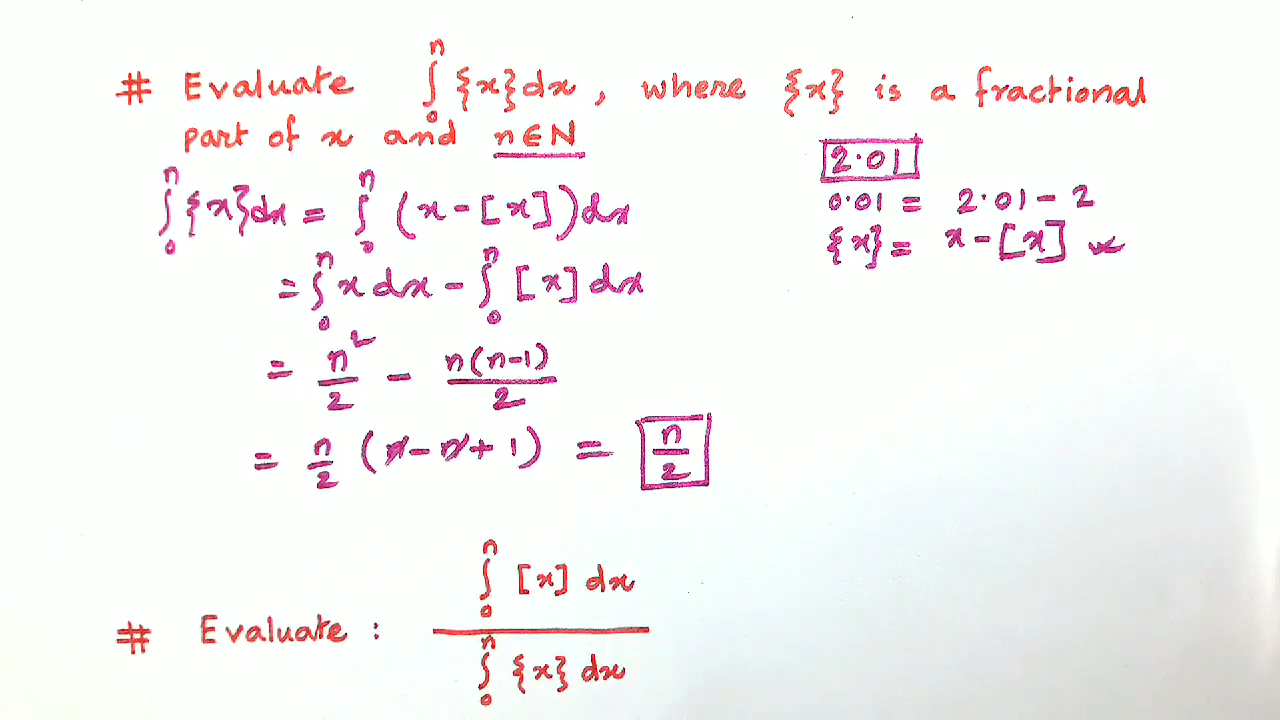 # Evaluate ∫₀ⁿ {x}dx, where {x} is a fractional
part of x and n∈N
∫₀ⁿ {x}dx = ∫₀ⁿ (x-[x])dx
= ∫₀ⁿ x dx - ∫₀ⁿ [x] dx
= n²/2 - n(n-1)/2
= n/2 (n-n+1) = n/2
2.01
0.01 = 2.01-2
{x} = x-[x]
# Evaluate : ∫₀ⁿ [x] dx / ∫₀ⁿ {x} dx